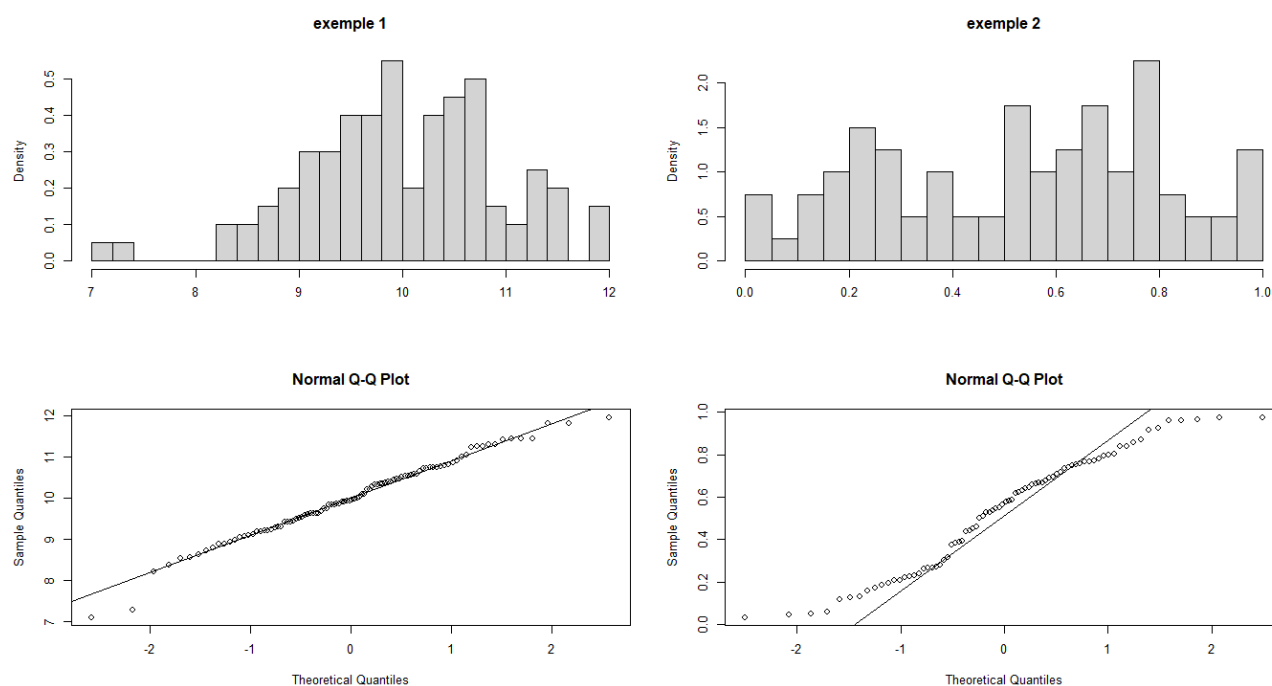 exemple 1
Density
0.0 0.1 0.2 0.3 0.4 0.5
7 8 9 10 11 12
exemple 2
Density
0.0 0.5 1.0 1.5 2.0
0.0 0.2 0.4 0.6 0.8 1.0
Normal Q-Q Plot
Sample Quantiles
7 8 9 10 11 12
-2 -1 0 1 2
Theoretical Quantiles
Normal Q-Q Plot
Sample Quantiles
0.0 0.2 0.4 0.6 0.8 1.0
-2 -1 0 1 2
Theoretical Quantiles